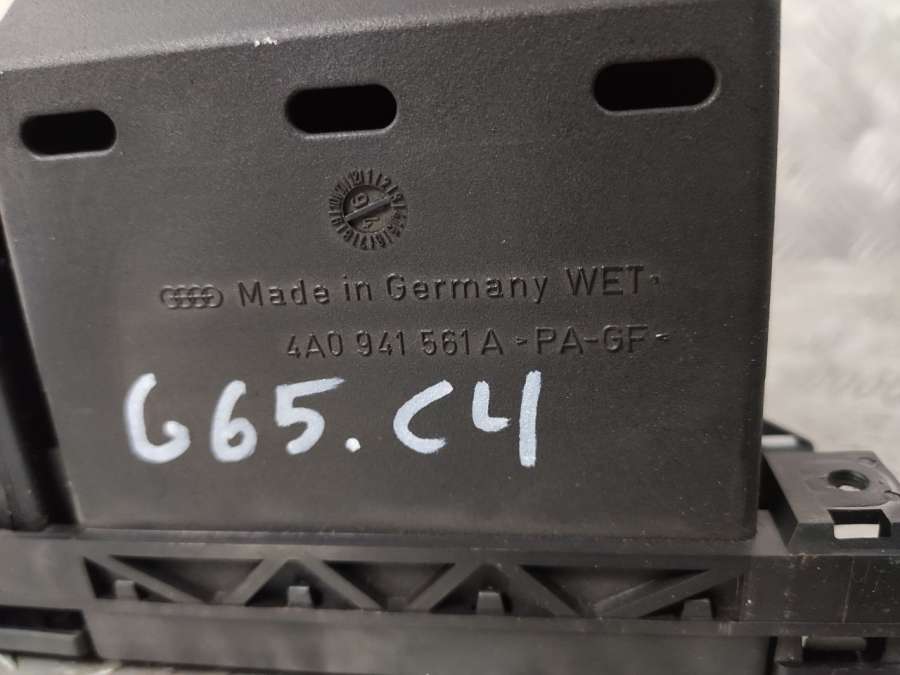 Made in Germany WET
4A0 941 561 A >PA-GF<
G65.C4